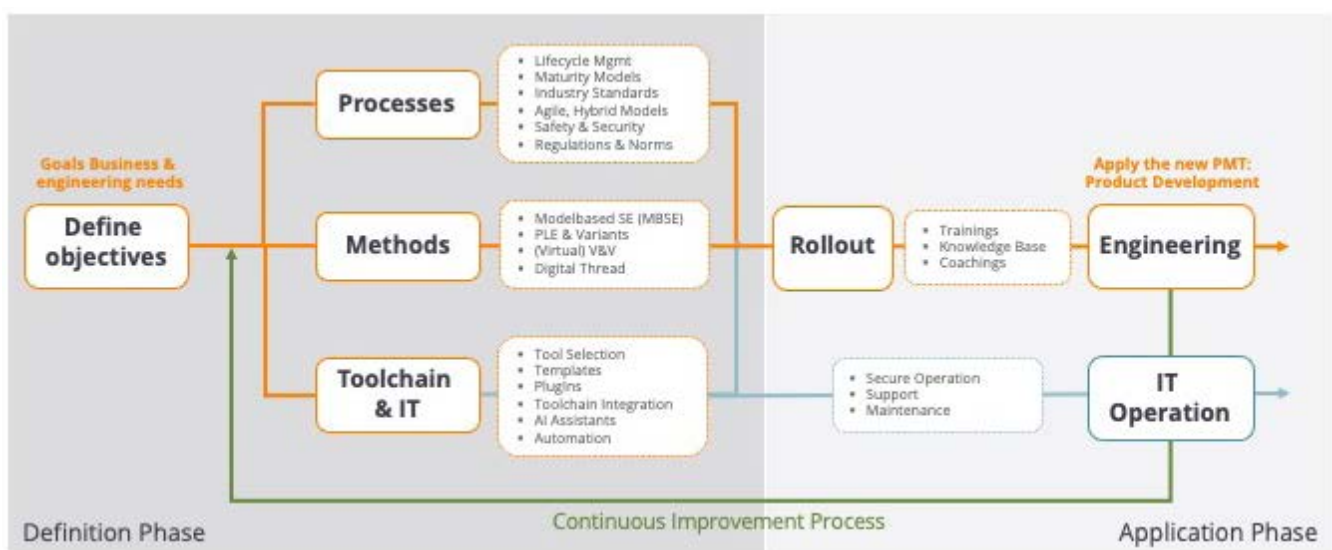 Goals Business &
engineering needs
Define
objectives
Processes
• Lifecycle Mgmt
• Maturity Models
• Industry Standards
• Agile, Hybrid Models
• Safety & Security
• Regulations & Norms
Methods
• Modelbased SE (MBSE)
• PLE & Variants
• (Virtual) V&V
• Digital Thread
Toolchain
& IT
• Tool Selection
• Templates
• PlugIns
• Toolchain Integration
• AI Assistants
• Automation
Rollout
• Trainings
• Knowledge Base
• Coachings
Apply the new PMT:
Product Development
Engineering
• Secure Operation
• Support
• Maintenance
IT
Operation
Continuous Improvement Process
Definition Phase
Application Phase